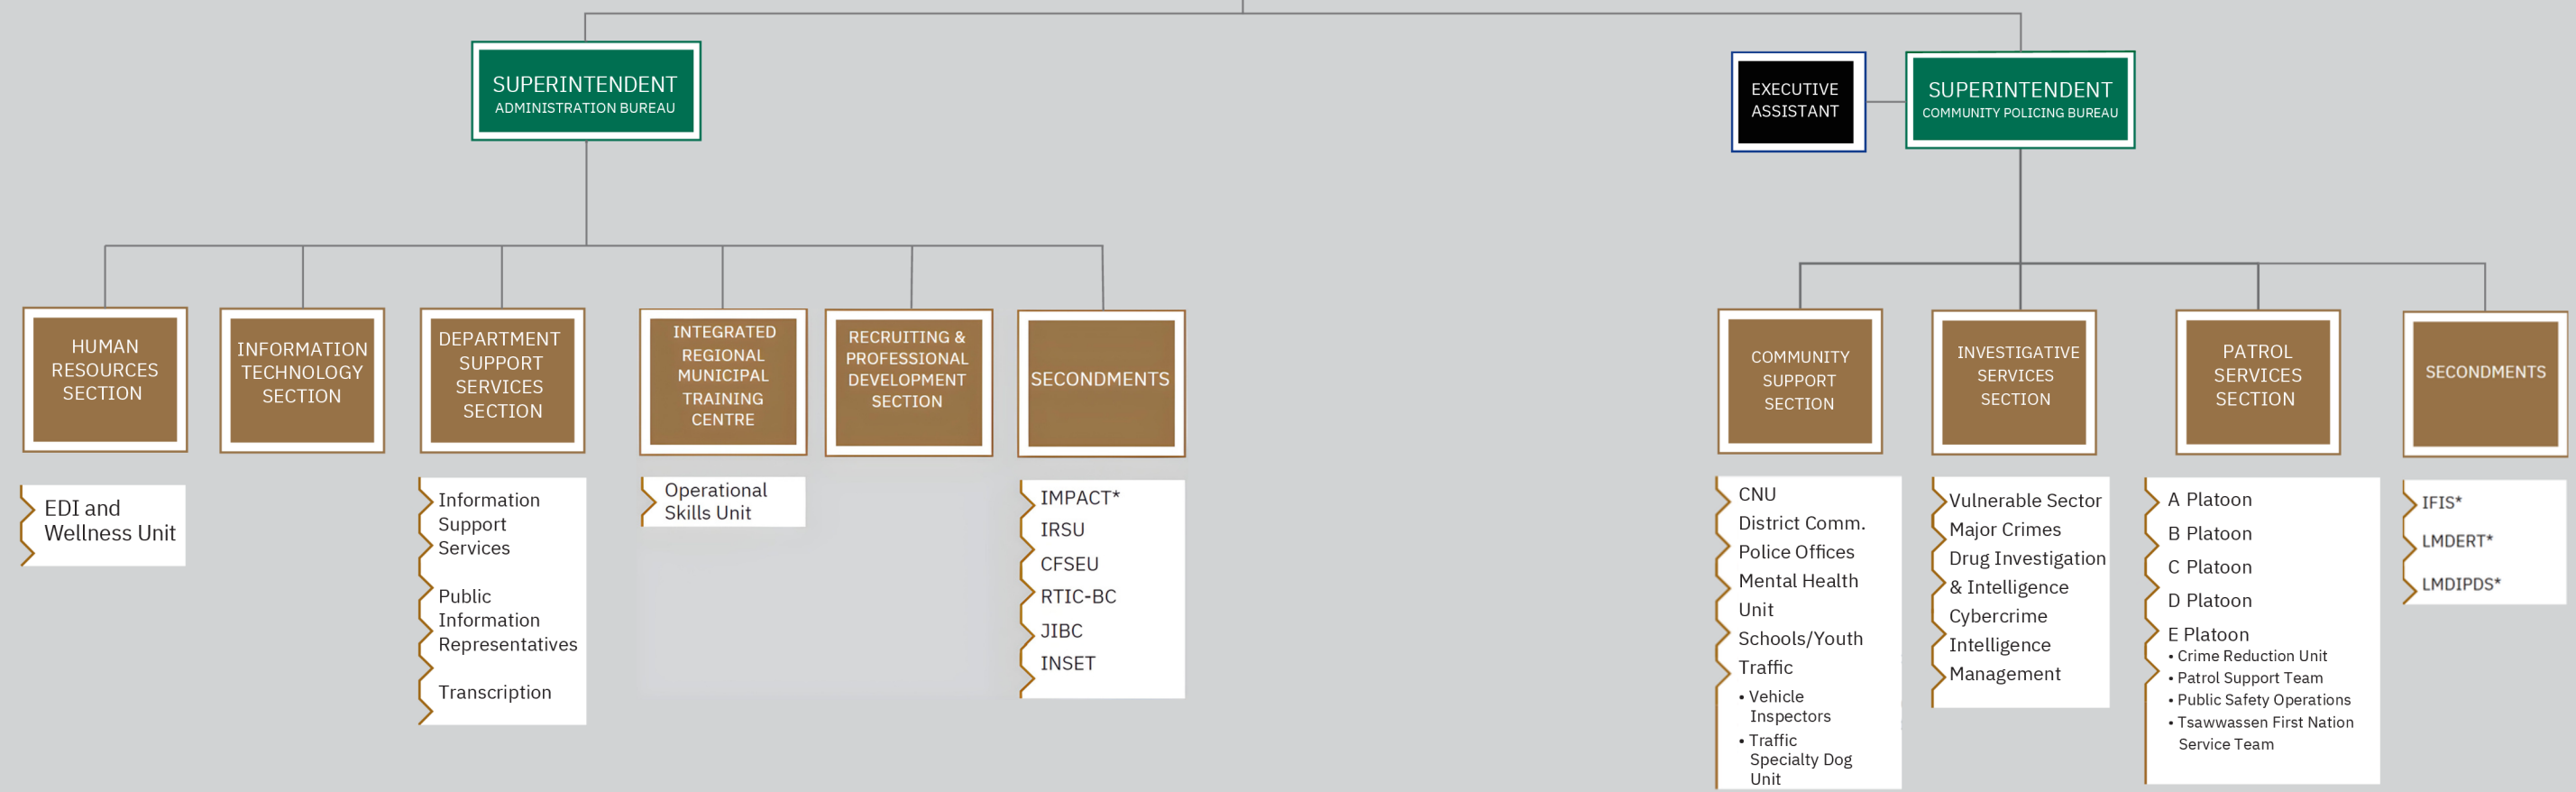 SUPERINTENDENT
ADMINISTRATION BUREAU
EXECUTIVE
ASSISTANT
SUPERINTENDENT
COMMUNITY POLICING BUREAU
HUMAN
RESOURCES
SECTION
INFORMATION
TECHNOLOGY
SECTION
DEPARTMENT
SUPPORT
SERVICES
SECTION
INTEGRATED
REGIONAL
MUNICIPAL
TRAINING
CENTRE
RECRUITING &
PROFESSIONAL
DEVELOPMENT
SECTION
SECONDMENTS
COMMUNITY
SUPPORT
SECTION
INVESTIGATIVE
SERVICES
SECTION
PATROL
SERVICES
SECTION
SECONDMENTS
EDI and
Wellness Unit
Information
Support
Services
Public
Information
Representatives
Transcription
Operational
Skills Unit
IMPACT*
IRSU
CFSEU
RTIC-BC
JIBC
INSET
CNU
District Comm.
Police Offices
Mental Health
Unit
Schools/Youth
Traffic
• Vehicle
Inspectors
• Traffic
Specialty Dog
Unit
Vulnerable Sector
Major Crimes
Drug Investigation
& Intelligence
Cybercrime
Intelligence
Management
A Platoon
B Platoon
C Platoon
D Platoon
E Platoon
• Crime Reduction Unit
• Patrol Support Team
• Public Safety Operations
• Tsawwassen First Nation
Service Team
IFIS*
LMDERT*
LMDIPDS*